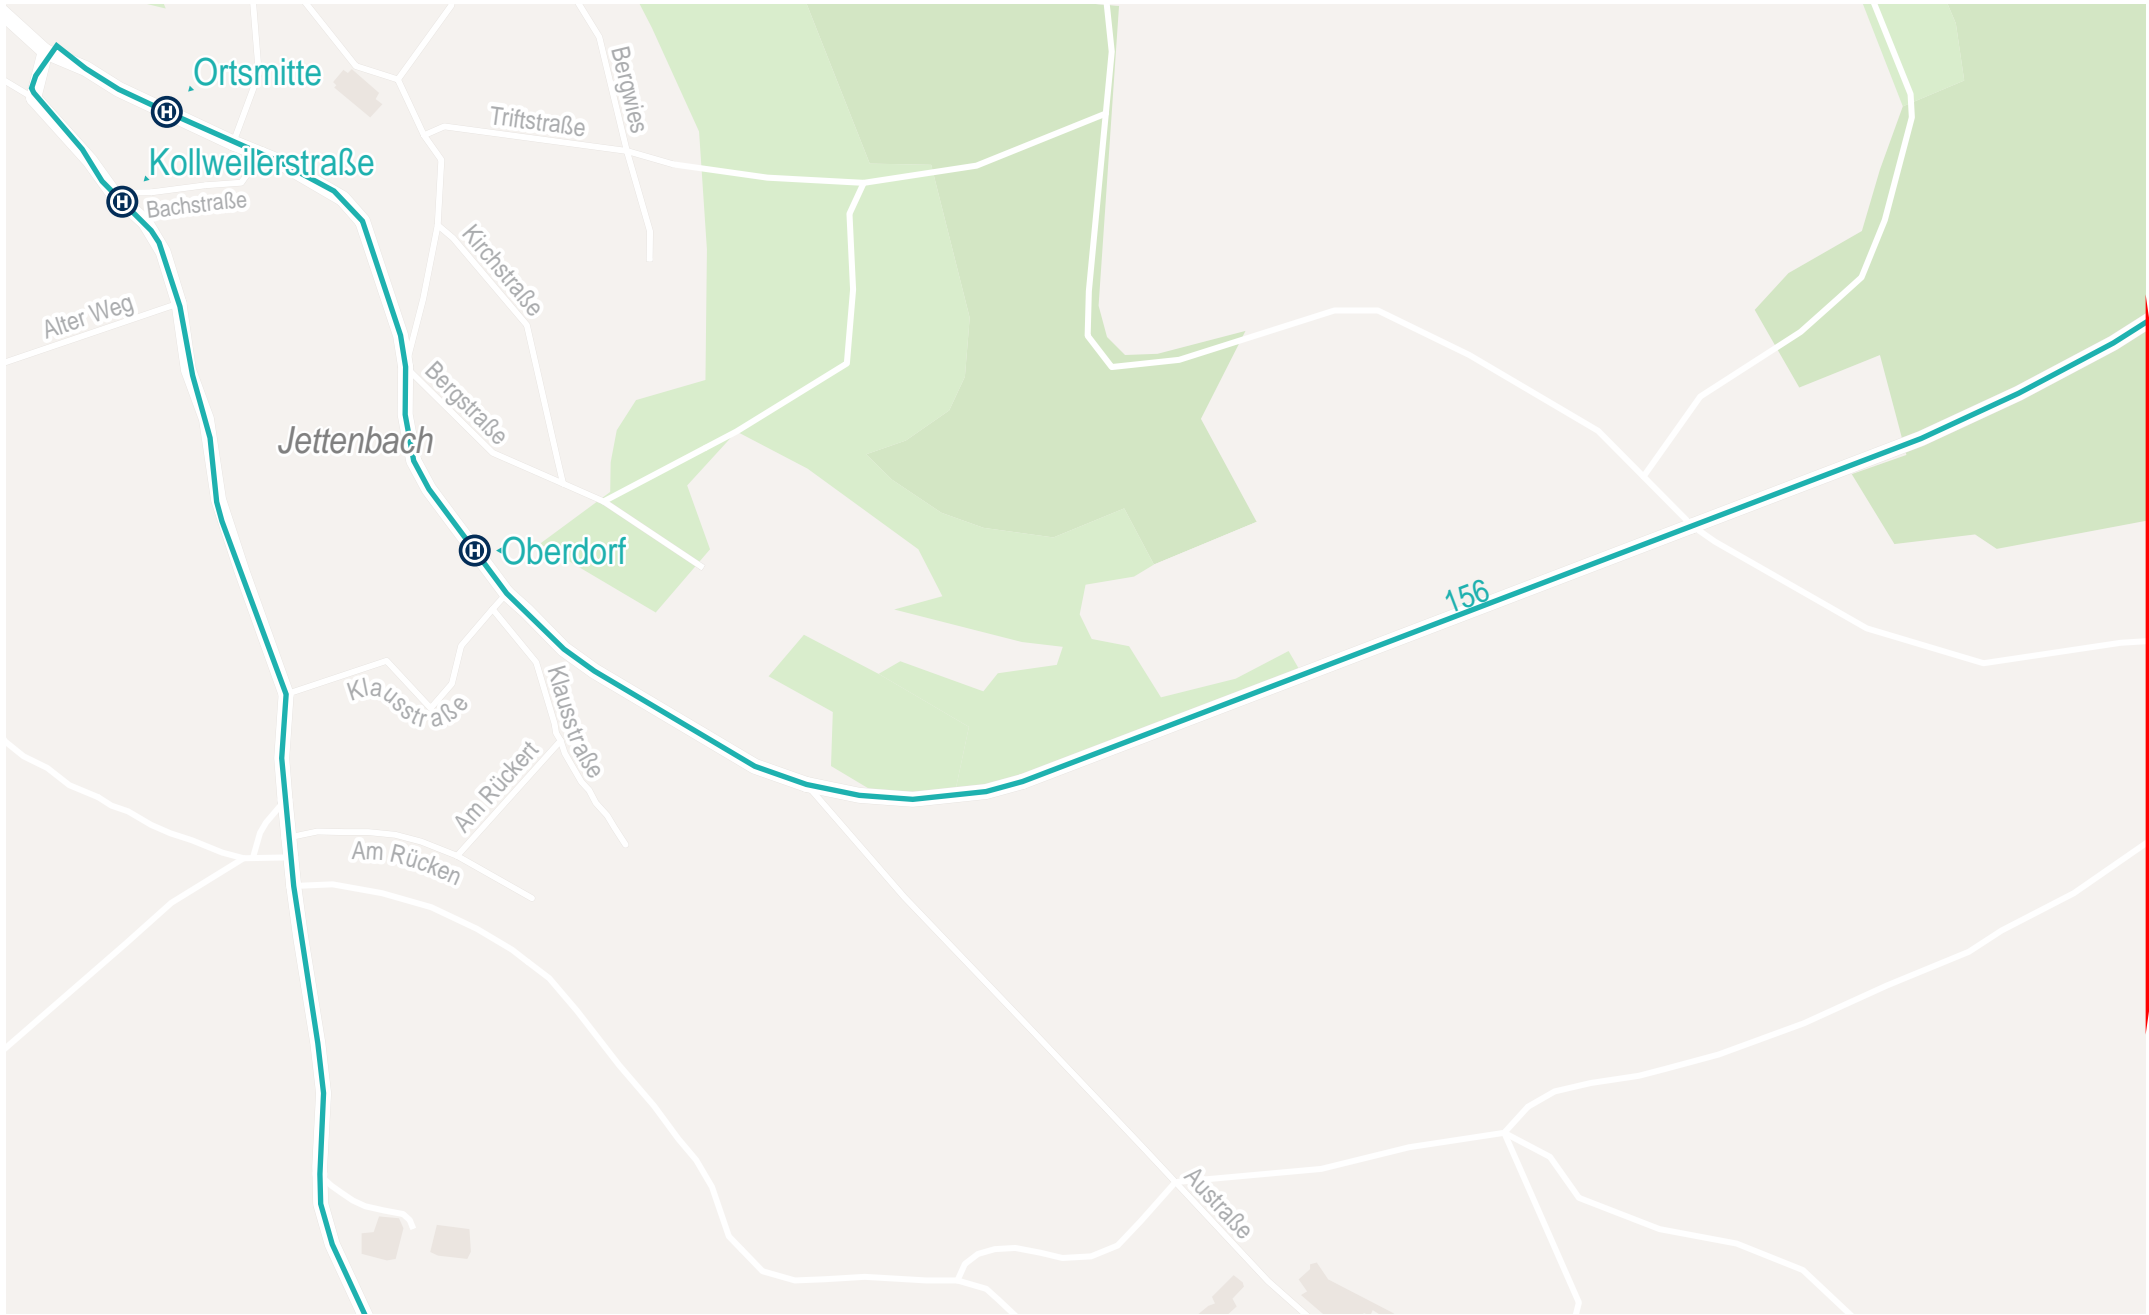 Ortsmitte
Bergwies
Triftstraße
Kollweilerstraße
Bachstraße
Kirchstraße
Alter Weg
Bergstraße
Jettenbach
Oberdorf
156
Klausstraße
Klausstraße
Am Rückert
Am Rücken
Austraße
H
H
H